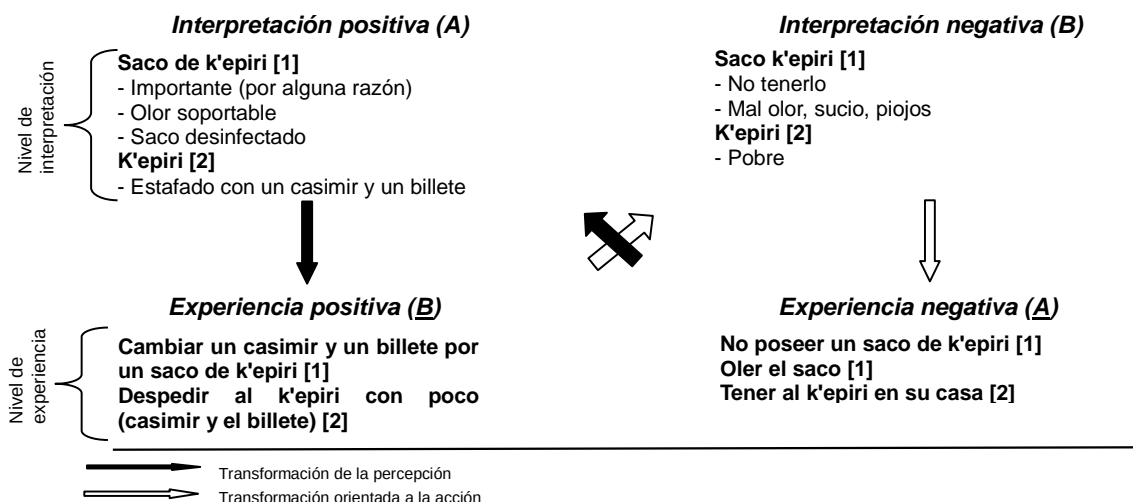 Interpretación positiva (A)
Interpretación negativa (B)
Nivel de
interpretación
Saco de k'epiri [1]
- Importante (por alguna razón)
- Olor soportable
- Saco desinfectado
K'epiri [2]
- Estafado con un casimir y un billete
Saco k'epiri [1]
- No tenerlo
- Mal olor, sucio, piojos
K'epiri [2]
- Pobre
Experiencia positiva (B)
Experiencia negativa (A)
Nivel de
experiencia
Cambiar un casimir y un billete por
un saco de k'epiri [1]
Despedir al k'epiri con poco
(casimir y el billete) [2]
No poseer un saco de k'epiri [1]
Oler el saco [1]
Tener al k'epiri en su casa [2]
Transformación de la percepción
Transformación orientada a la acción